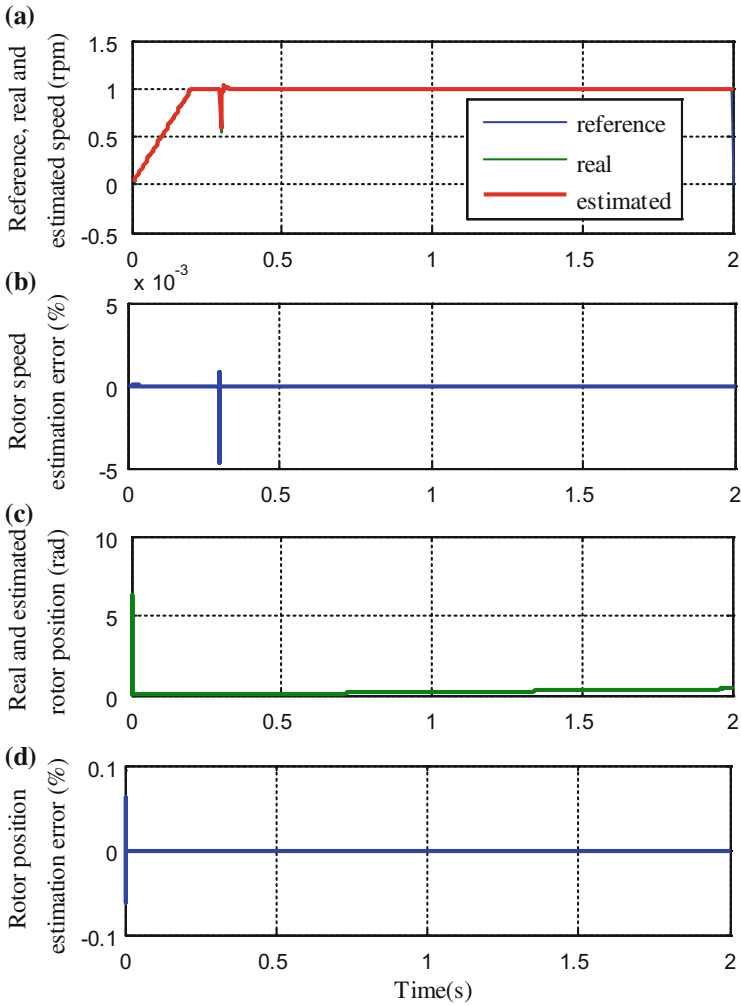 (a)
Reference, real and
estimated speed (rpm)
1.5
1
0.5
0
-0.5
reference
real
estimated
0
0.5
1
1.5
2
(b)
x 10⁻³
Rotor speed
estimation error (%)
5
0
-5
0
0.5
1
1.5
2
(c)
Real and estimated
rotor position (rad)
10
5
0
0
0.5
1
1.5
2
(d)
Rotor position
estimation error (%)
0.1
0
-0.1
0
0.5
1
1.5
2
Time(s)